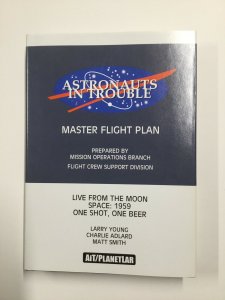 ASTRONAUTS
IN TROUBLE
MASTER FLIGHT PLAN
PREPARED BY
MISSION OPERATIONS BRANCH
FLIGHT CREW SUPPORT DIVISION
LIVE FROM THE MOON
SPACE: 1959
ONE SHOT, ONE BEER
LARRY YOUNG
CHARLIE ADLARD
MATT SMITH
AiT/PLANETLAR